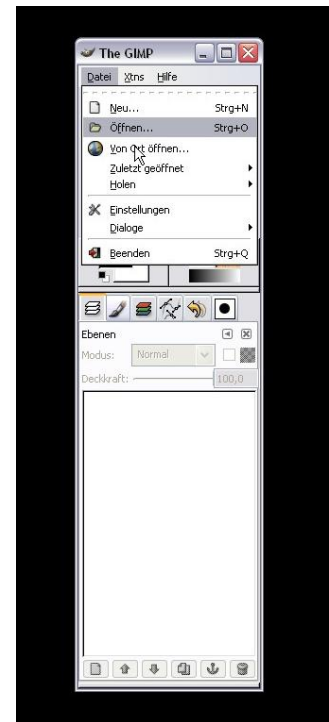 The GIMP
Datei Xtns Hilfe
Neu... Strg+N
Öffnen... Strg+O
Von Ort öffnen...
Zuletzt geöffnet
Holen
Einstellungen
Dialoge
Beenden Strg+Q
Ebenen
Modus: Normal
Deckkraft: 100,0